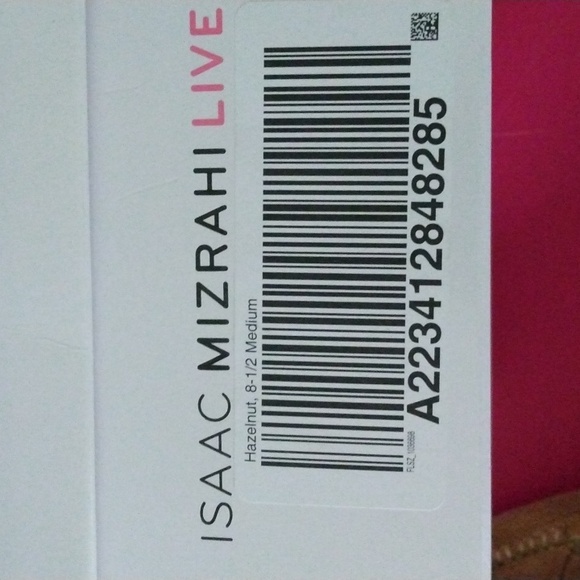 ISAAC MIZRAHI LIVE
Hazelnut, 8-1/2 Medium
A223412848285